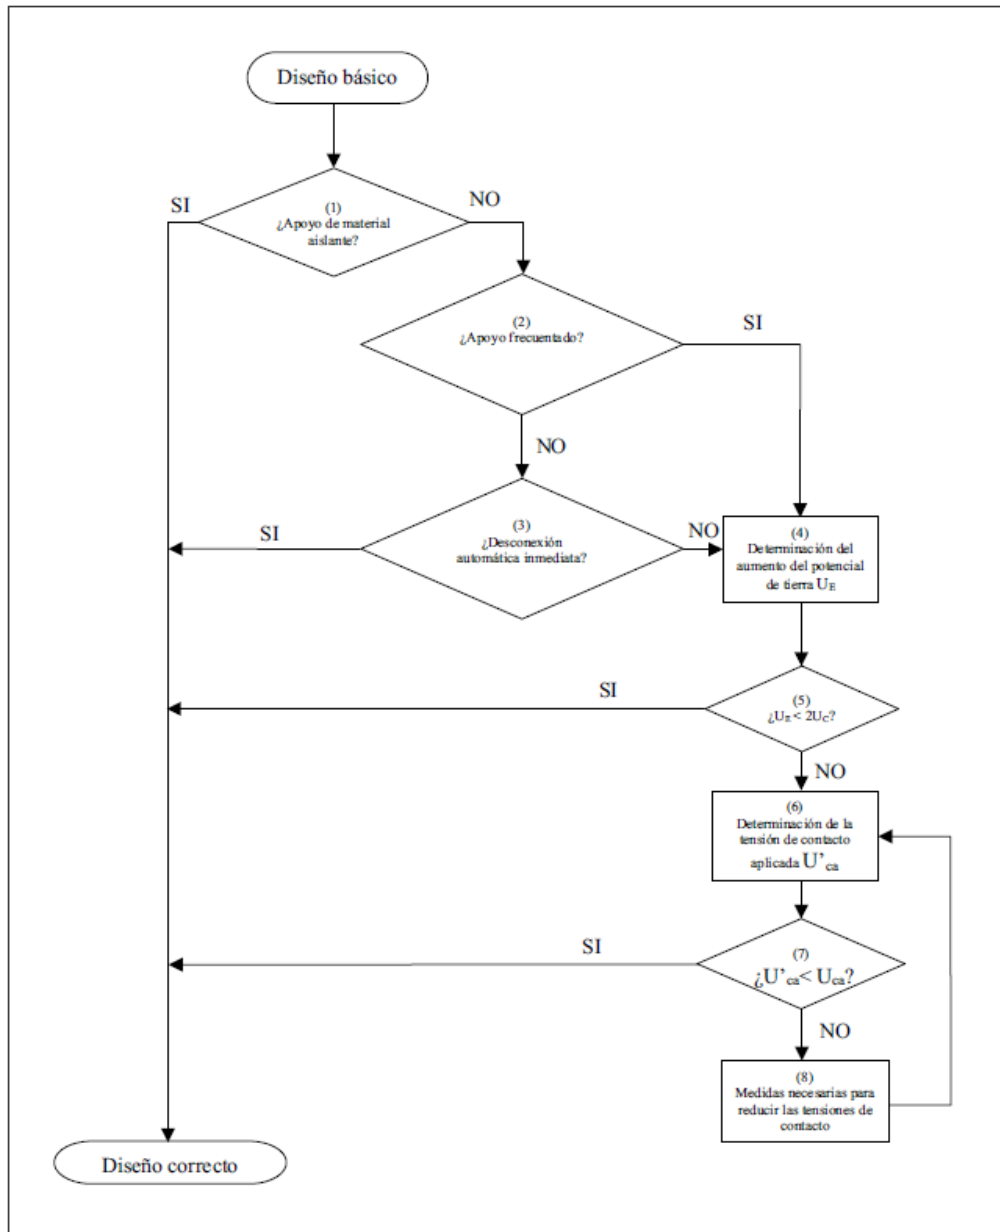 Diseño básico
SI
NO
(1)
¿Apoyo de material
aislante?
(2)
¿Apoyo frecuentado?
SI
NO
(3)
¿Desconexión
automática inmediata?
SI
NO
(4)
Determinación del
aumento del potencial
de tierra UE
SI
(5)
¿UE < 2UC?
NO
(6)
Determinación de la
tensión de contacto
aplicada U'ca
SI
(7)
¿U'ca< Uca?
NO
(8)
Medidas necesarias para
reducir las tensiones de
contacto
Diseño correcto